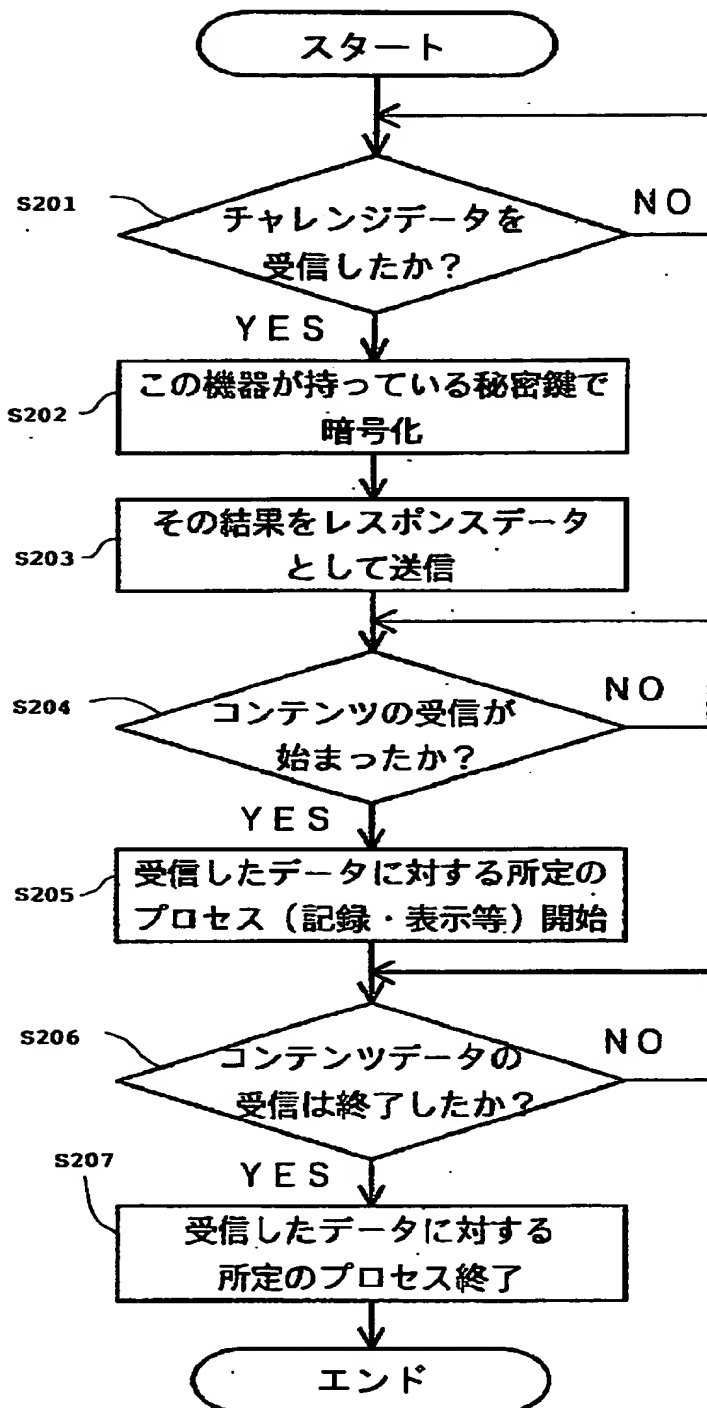 スタート
S201
チャレンジデータを
受信したか？
NO
YES
S202
この機器が持っている秘密鍵で
暗号化
S203
その結果をレスポンスデータ
として送信
S204
コンテンツの受信が
始まったか？
NO
YES
S205
受信したデータに対する所定の
プロセス（記録・表示等）開始
S206
コンテンツデータの
受信は終了したか？
NO
YES
S207
受信したデータに対する
所定のプロセス終了
エンド